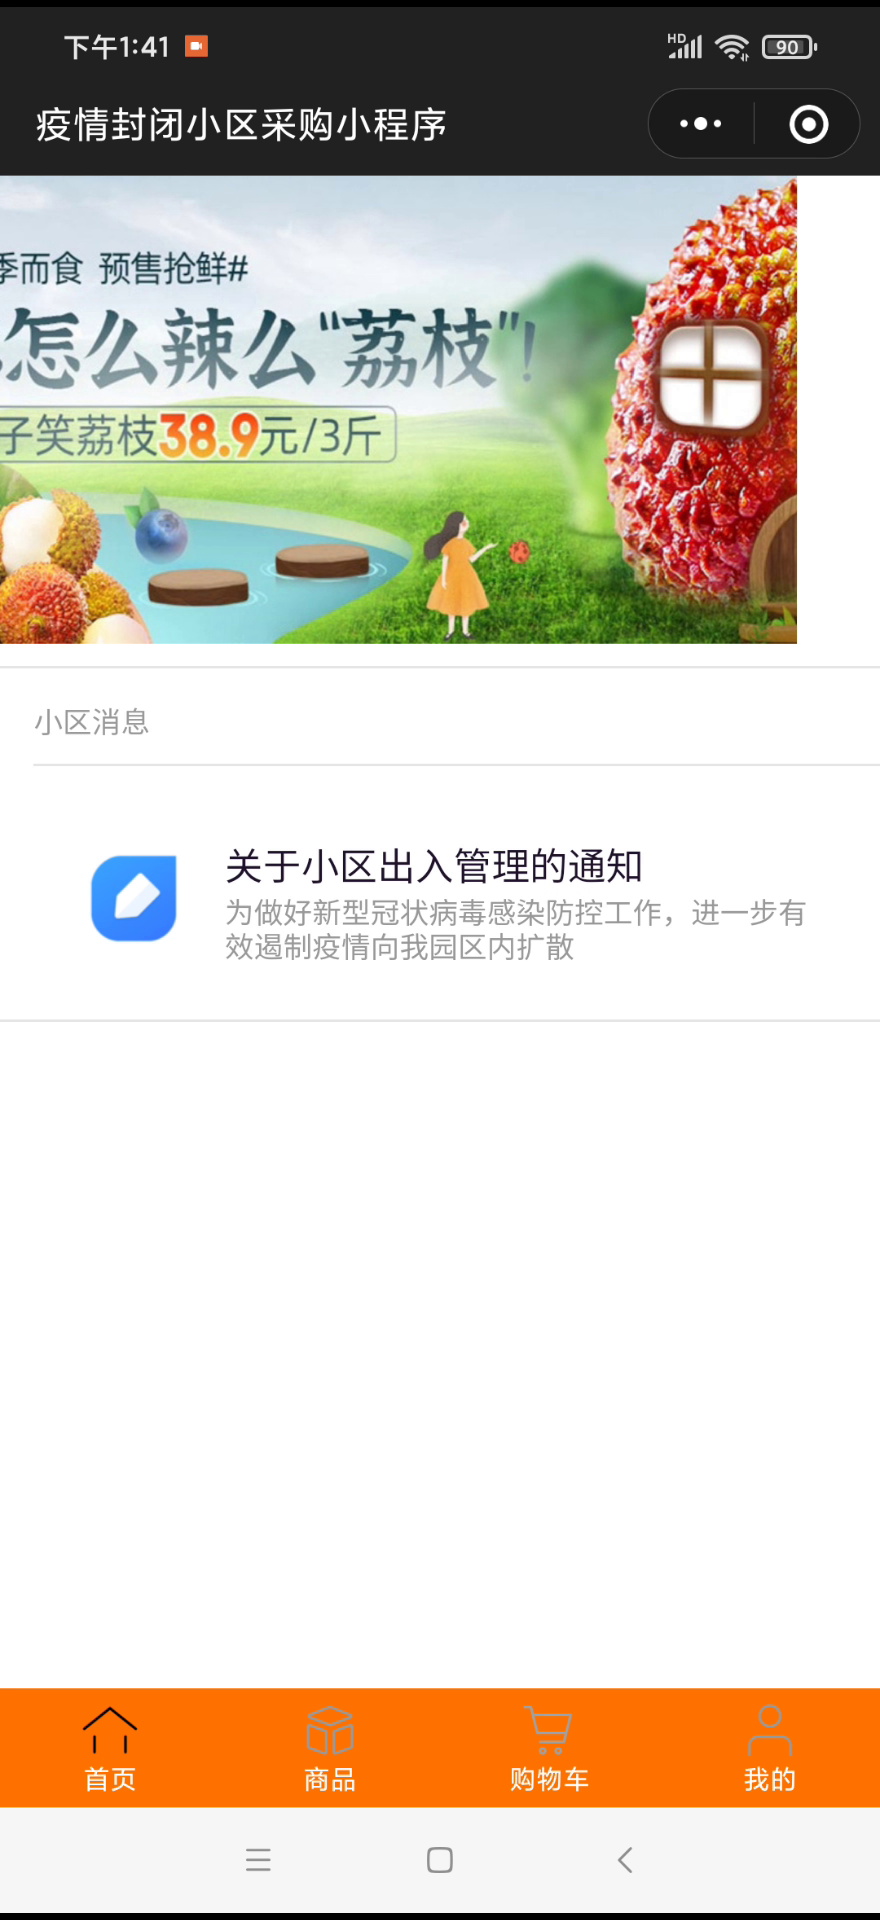 下午1:41
HD
90
疫情封闭小区采购小程序
季而食 预售抢鲜#
怎么辣么“荔枝”!
子笑荔枝38.9元/3斤
小区消息
关于小区出入管理的通知
为做好新型冠状病毒感染防控工作，进一步有
效遏制疫情向我园区内扩散
首页
商品
购物车
我的